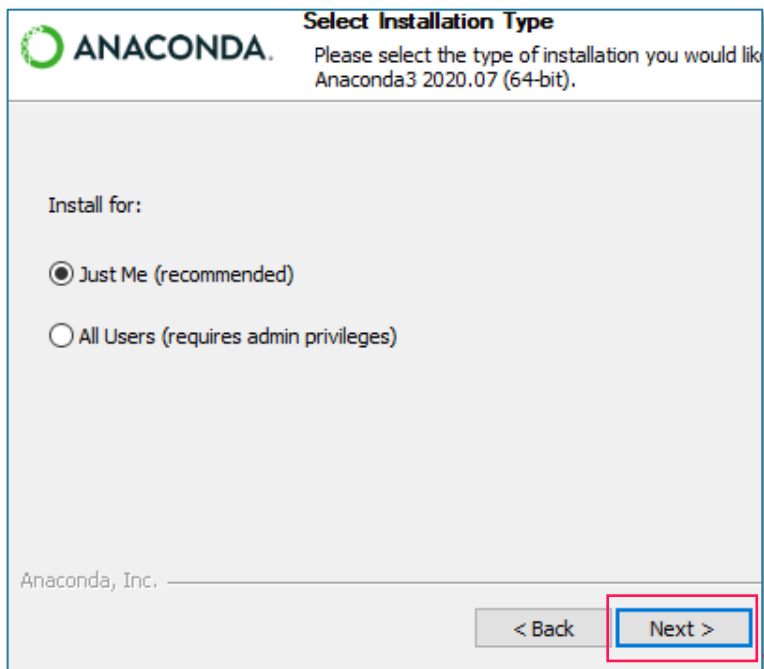 Select Installation Type
ANACONDA.
Please select the type of installation you would
Anaconda3 2020.07 (64-bit).
Install for:
Just Me (recommended)
All Users (requires admin privileges)
Anaconda, Inc.
< Back
Next >